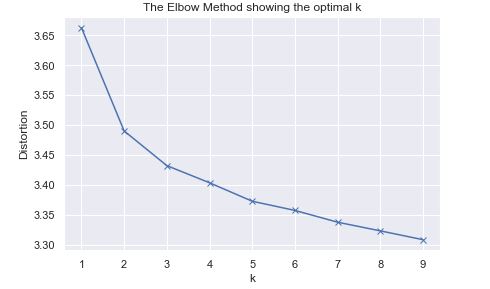 The Elbow Method showing the optimal k
3.65
3.60
3.55
3.50
3.45
3.40
3.35
3.30
Distortion
1 2 3 4 5 6 7 8 9
k